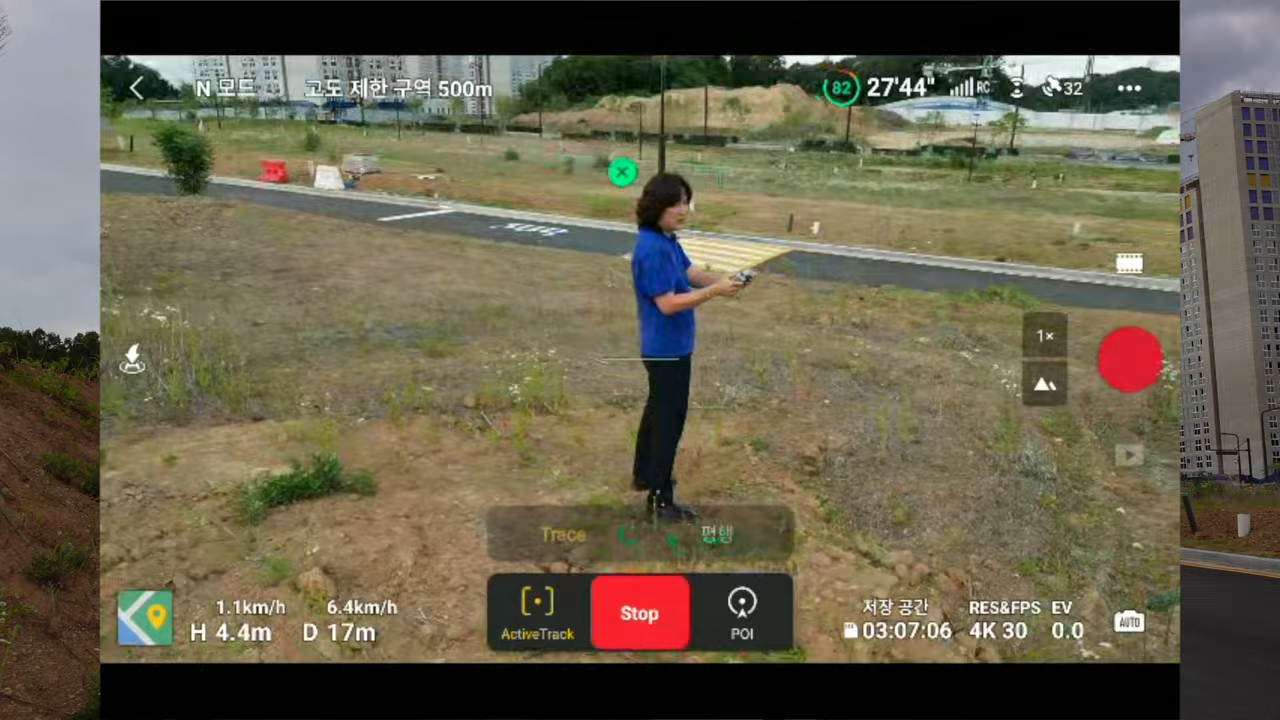 N 모드 고도 제한 구역 500m 82 27'44" RC 32
1×
Trace 평행
ActiveTrack Stop POI
1.1km/h 6.4km/h
H 4.4m D 17m
저장 공간 RES&FPS EV
03:07:06 4K 30 0.0 AUTO